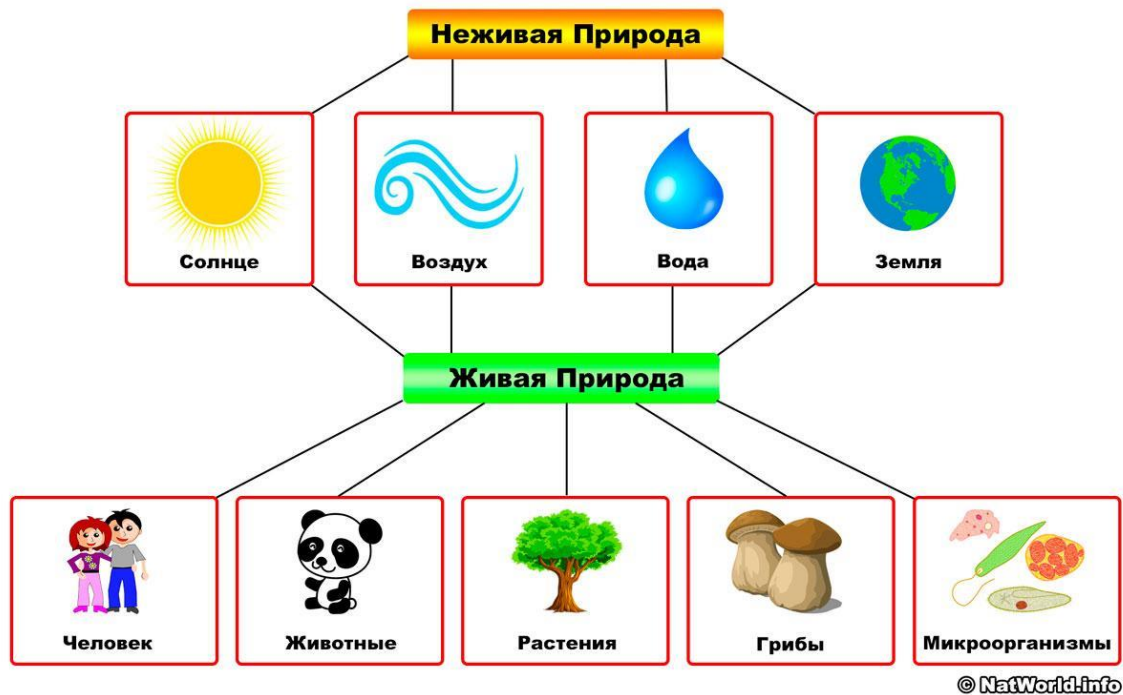 Неживая Природа
Солнце
Воздух
Вода
Земля
Живая Природа
Человек
Животные
Растения
Грибы
Микроорганизмы
© NatWorld.info